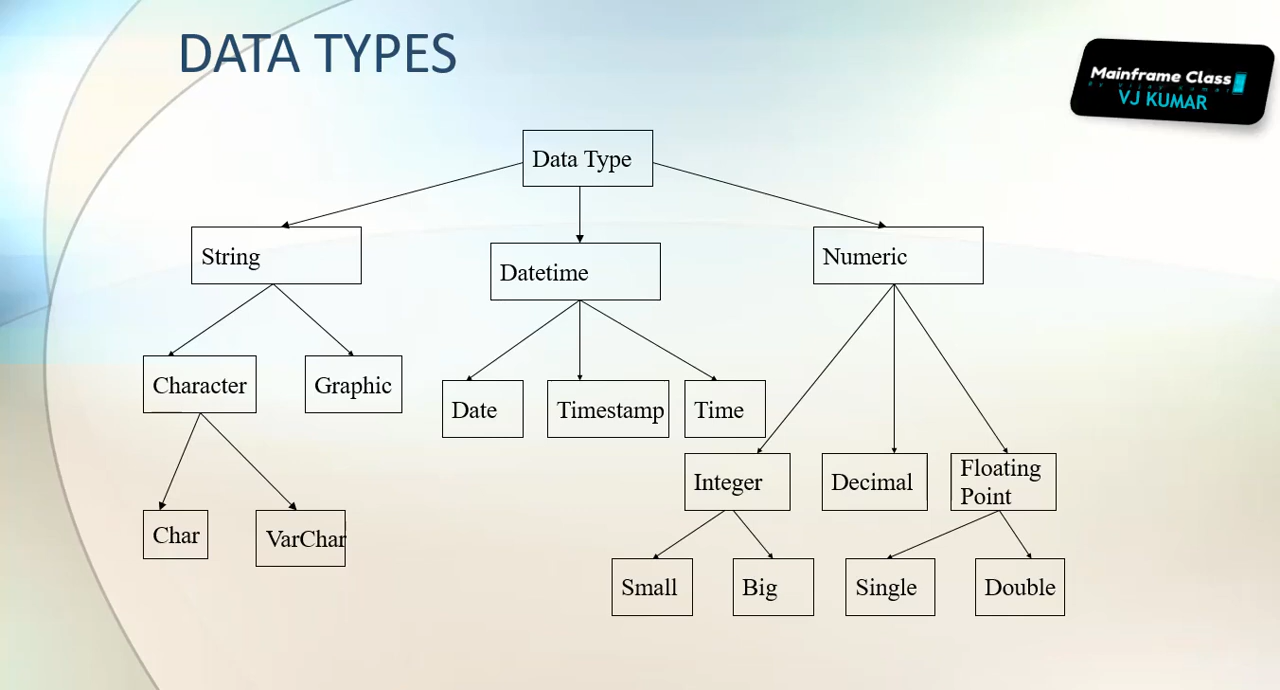 DATA TYPES
Mainframe Class
VJ KUMAR
Data Type
String
Datetime
Numeric
Character
Graphic
Date
Timestamp
Time
Integer
Decimal
Floating
Point
Char
VarChar
Small
Big
Single
Double